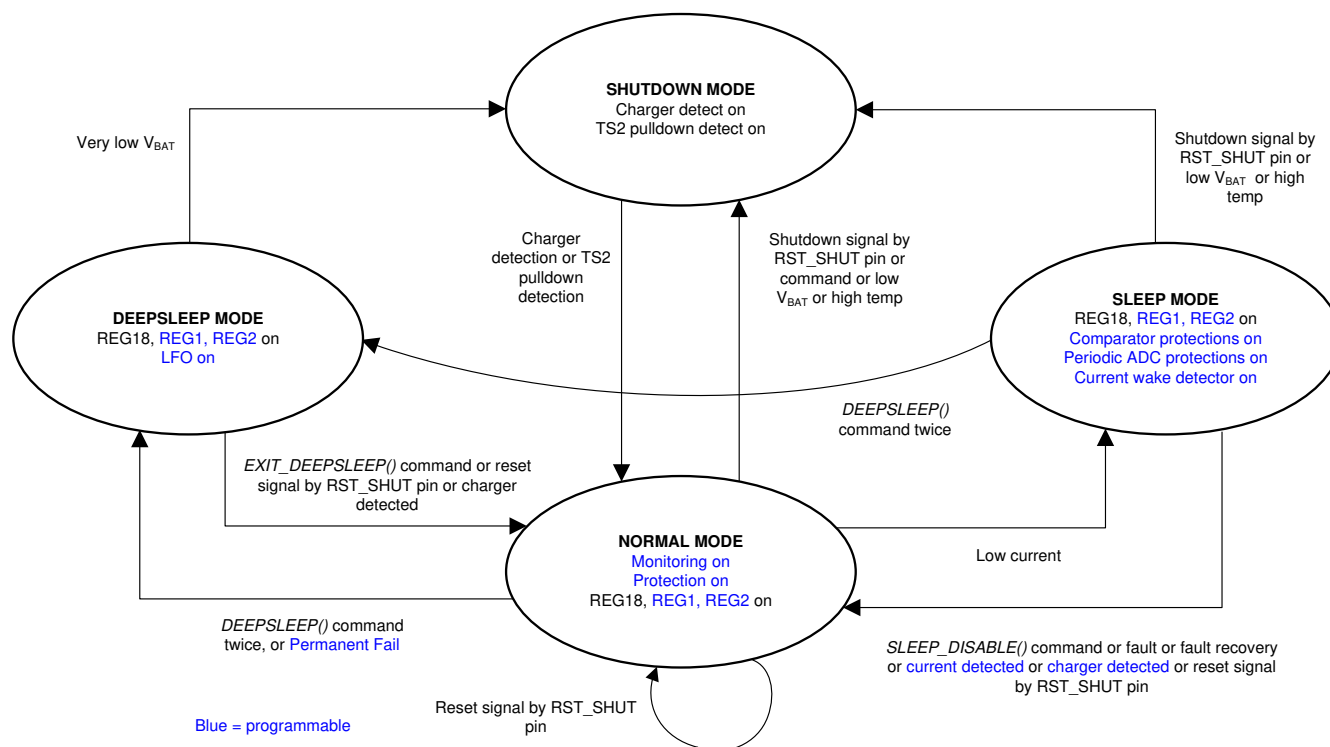 SHUTDOWN MODE
Charger detect on
TS2 pulldown detect on
Very low VBAT
Shutdown signal by
RST_SHUT pin or
low VBAT or high
temp
Charger
detection or TS2
pulldown
detection
Shutdown signal by
RST_SHUT pin or
command or low
VBAT or high temp
DEEPSLEEP MODE
REG18, REG1, REG2 on
LFO on
SLEEP MODE
REG18, REG1, REG2 on
Comparator protections on
Periodic ADC protections on
Current wake detector on
DEEPSLEEP()
command twice
EXIT_DEEPSLEEP() command or reset
signal by RST_SHUT pin or charger
detected
NORMAL MODE
Monitoring on
Protection on
REG18, REG1, REG2 on
Low current
DEEPSLEEP() command
twice, or Permanent Fail
SLEEP_DISABLE() command or fault or fault recovery
or current detected or charger detected or reset signal
by RST_SHUT pin
Reset signal by RST_SHUT
pin
Blue = programmable